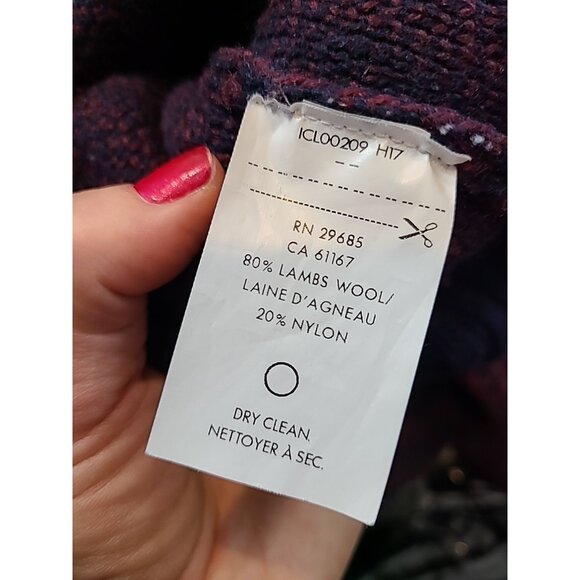 ICL00209 H17
RN 29685
CA 61167
80% LAMBS WOOL/
LAINE D'AGNEAU
20% NYLON
DRY CLEAN.
NETTOYER À SEC.